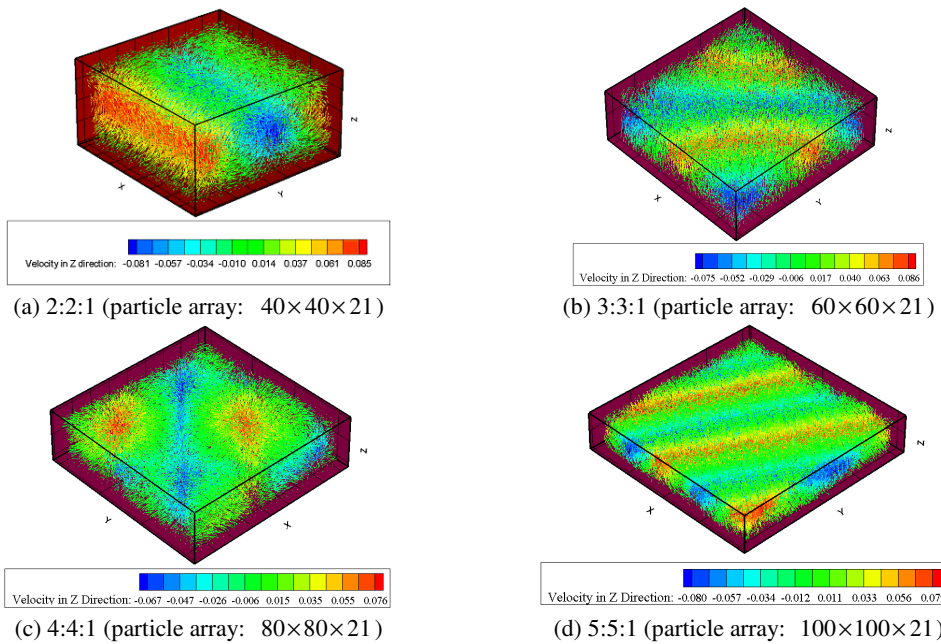 Z
X
Y
Velocity in Z direction: -0.081 -0.057 -0.034 -0.010 0.014 0.037 0.061 0.085
(a) 2:2:1 (particle array: 40×40×21)
Z
X
Y
Velocity in Z Direction: -0.075 -0.052 -0.029 -0.006 0.017 0.040 0.063 0.086
(b) 3:3:1 (particle array: 60×60×21)
Z
Y
X
Velocity in Z Direction: -0.067 -0.047 -0.026 -0.006 0.015 0.035 0.055 0.076
(c) 4:4:1 (particle array: 80×80×21)
Z
X
Y
Velocity in Z Direction: -0.080 -0.057 -0.034 -0.012 0.011 0.033 0.056
(d) 5:5:1 (particle array: 100×100×21)